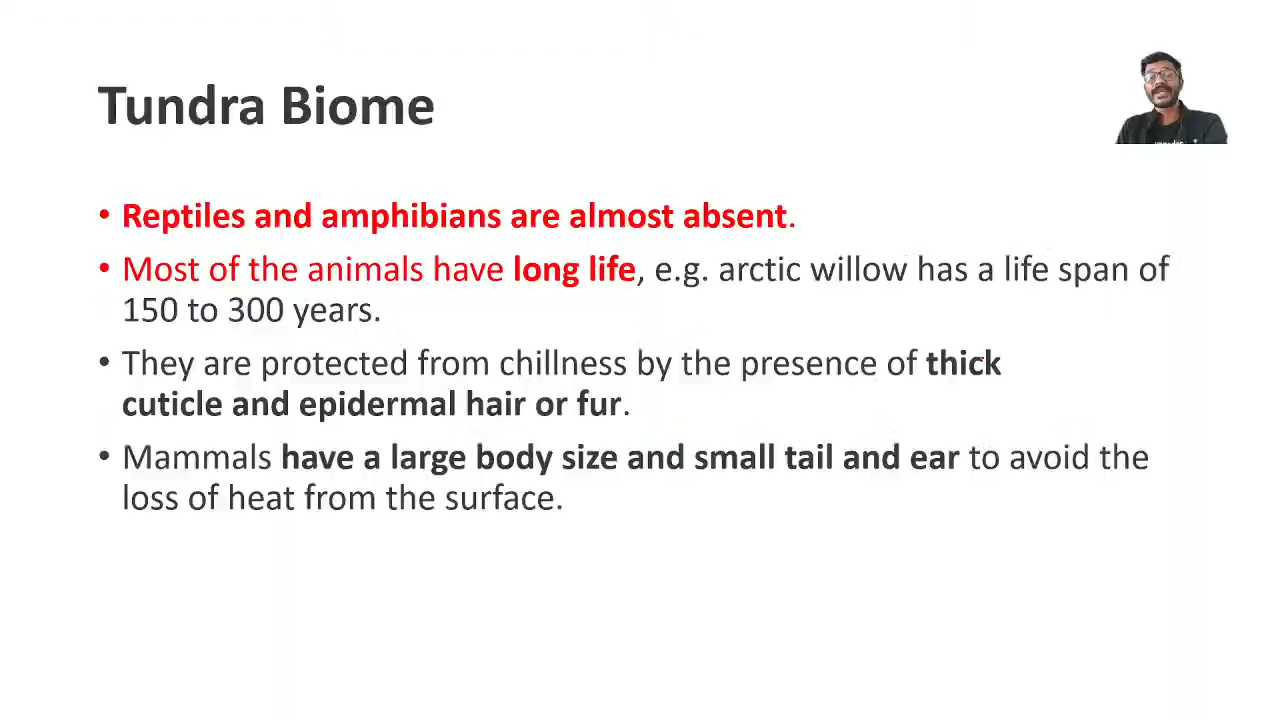 Tundra Biome
• Reptiles and amphibians are almost absent.
• Most of the animals have long life, e.g. arctic willow has a life span of
150 to 300 years.
• They are protected from chillness by the presence of thick
cuticle and epidermal hair or fur.
• Mammals have a large body size and small tail and ear to avoid the
loss of heat from the surface.